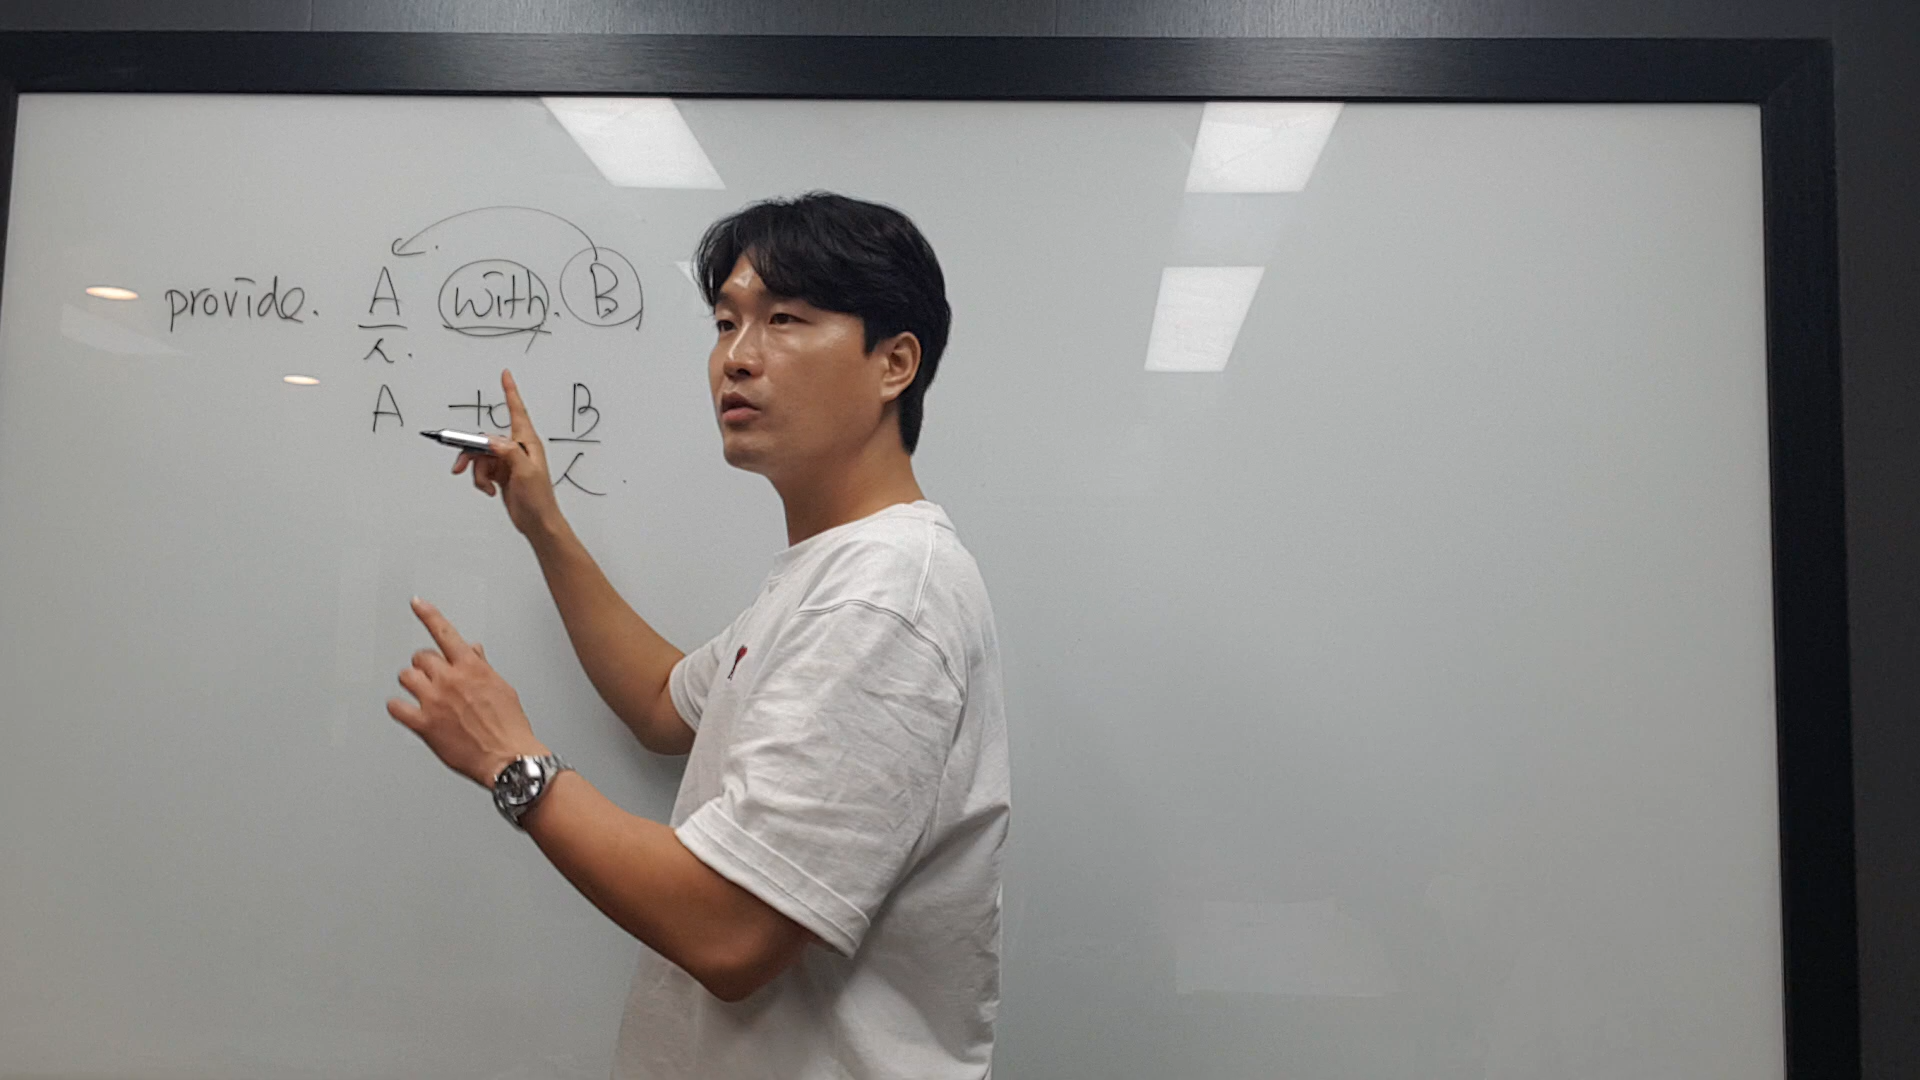 provide. A with. B
人.
A to B
人.